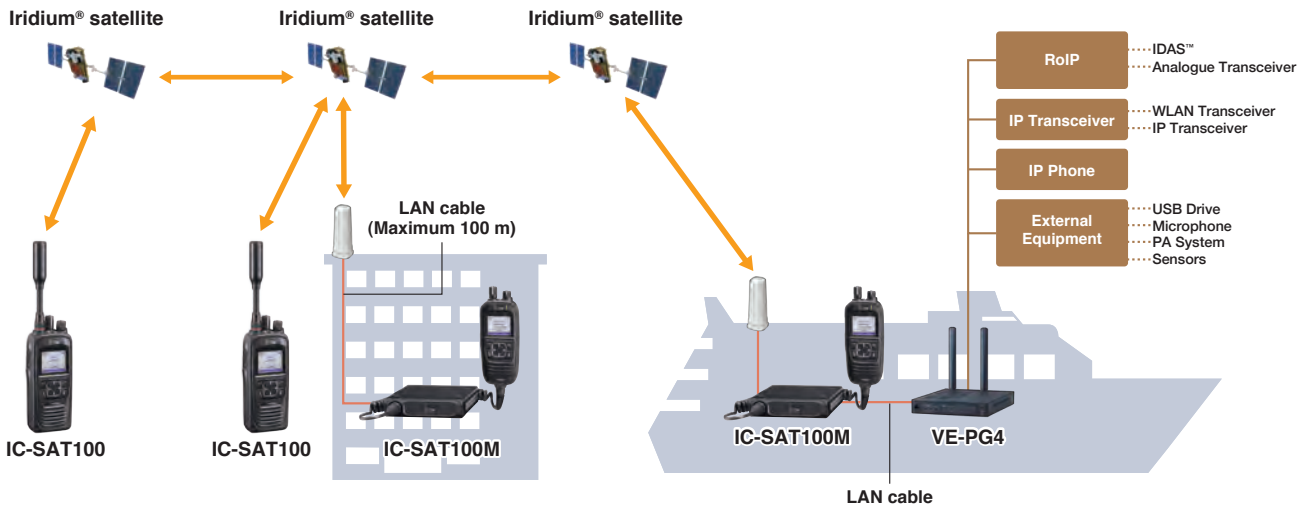 Iridium® satellite
Iridium® satellite
Iridium® satellite
RoIP
IDAS™
Analogue Transceiver
IP Transceiver
WLAN Transceiver
IP Transceiver
IP Phone
External
Equipment
USB Drive
Microphone
PA System
Sensors
LAN cable
(Maximum 100 m)
IC-SAT100
IC-SAT100
IC-SAT100M
IC-SAT100M
VE-PG4
LAN cable